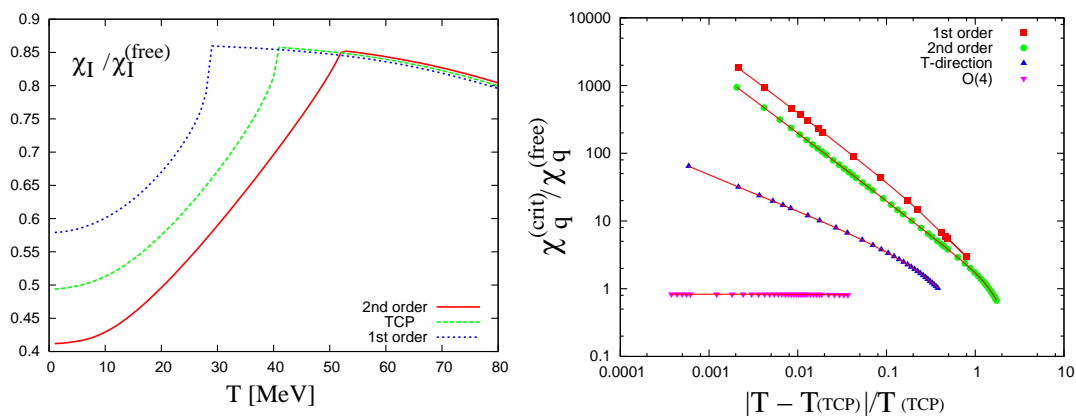 0.9
0.85
0.8
0.75
0.7
0.65
0.6
0.55
0.5
0.45
0.4
χ_I /χ_I^(free)
2nd order
TCP
1st order
0 10 20 30 40 50 60 70 80
T [MeV]
10000
1000
100
10
1
0.1
χ_q^(crit)/χ_q^(free)
1st order
2nd order
T-direction
O(4)
0.0001 0.001 0.01 0.1 1 10
|T − T(TCP)|/T (TCP)